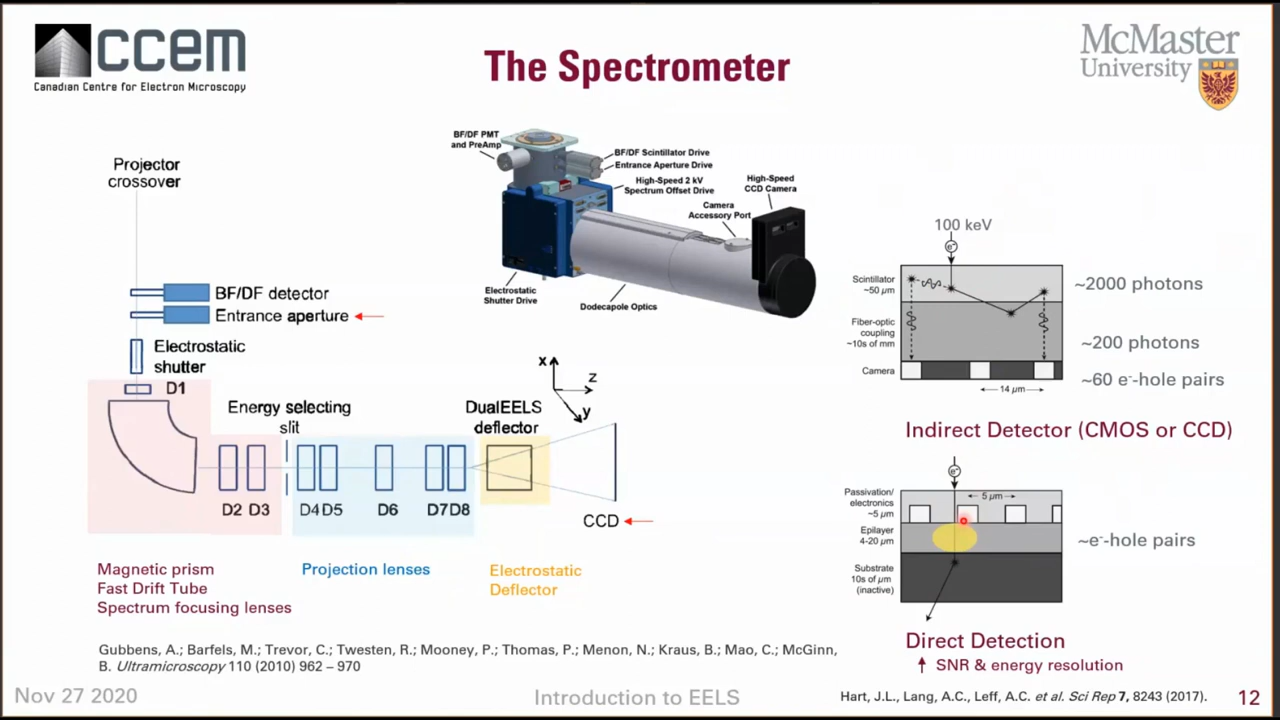 ccem
Canadian Centre for Electron Microscopy
The Spectrometer
McMaster
University
Projector
crossover
BF/DF detector
Entrance aperture
Electrostatic
shutter
D1
Energy selecting
slit
D2 D3
D4 D5
D6
D7 D8
DualEELS
deflector
x
z
y
CCD
Magnetic prism
Fast Drift Tube
Spectrum focusing lenses
Projection lenses
Electrostatic
Deflector
BF/DF PMT
and PreAmp
BF/DF Scintillator Drive
Entrance Aperture Drive
High-Speed 2 kV
Spectrum Offset Drive
High-Speed
CCD Camera
Camera
Accessory Port
Electrostatic
Shutter Drive
Dodecapole Optics
100 keV
e-
Scintillator
~50 µm
Fiber-optic
coupling
~10s of mm
Camera
14 µm
~2000 photons
~200 photons
~60 e⁻-hole pairs
Indirect Detector (CMOS or CCD)
e-
Passivation/
electronics
~5 µm
5 µm
Epilayer
4-20 µm
Substrate
10s of µm
(inactive)
~e⁻-hole pairs
Direct Detection
↑ SNR & energy resolution
Gubbens, A.; Barfels, M.; Trevor, C.; Twesten, R.; Mooney, P.; Thomas, P.; Menon, N.; Kraus, B.; Mao, C.; McGinn,
B. Ultramicroscopy 110 (2010) 962 – 970
Hart, J.L., Lang, A.C., Leff, A.C. et al. Sci Rep 7, 8243 (2017).
Nov 27 2020
Introduction to EELS
12